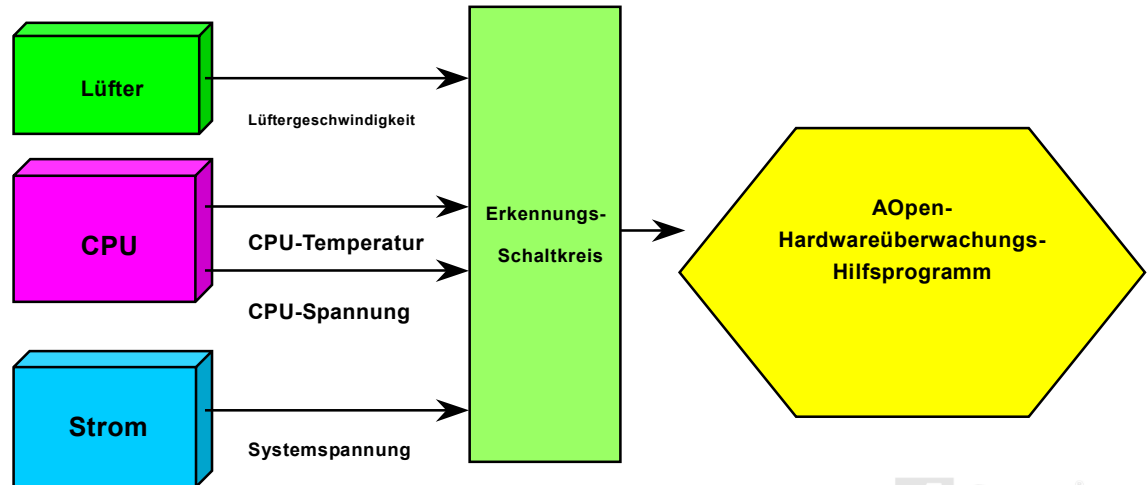 Lüfter
Lüftergeschwindigkeit
CPU
CPU-Temperatur
CPU-Spannung
Strom
Systemspannung
Erkennungs-
Schaltkreis
AOpen-
Hardwareüberwachungs-
Hilfsprogramm